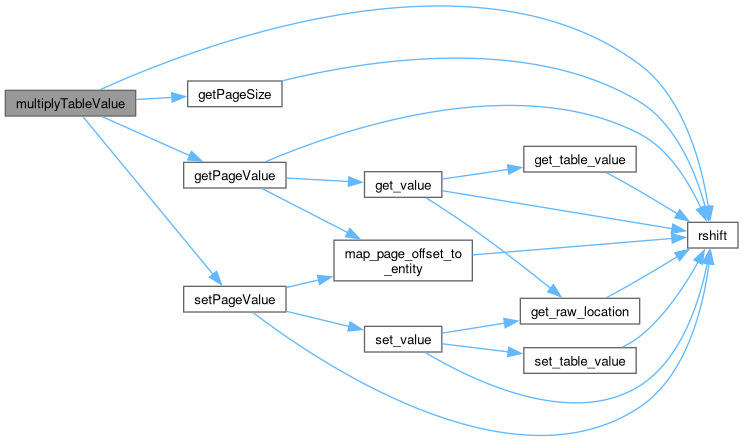 multiplyTableValue
getPageSize
getPageValue
get_value
get_table_value
map_page_offset_to
_entity
rshift
setPageValue
get_raw_location
set_value
set_table_value